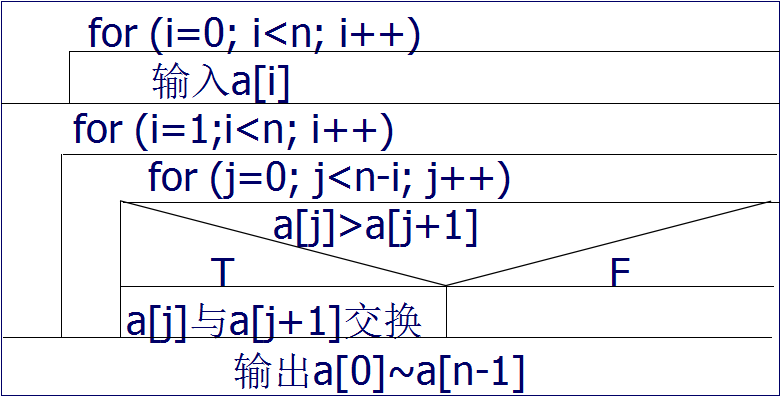 for (i=0; i<n; i++)
输入a[i]
for (i=1;i<n; i++)
for (j=0; j<n-i; j++)
a[j]>a[j+1]
T F
a[j]与a[j+1]交换
输出a[0]~a[n-1]